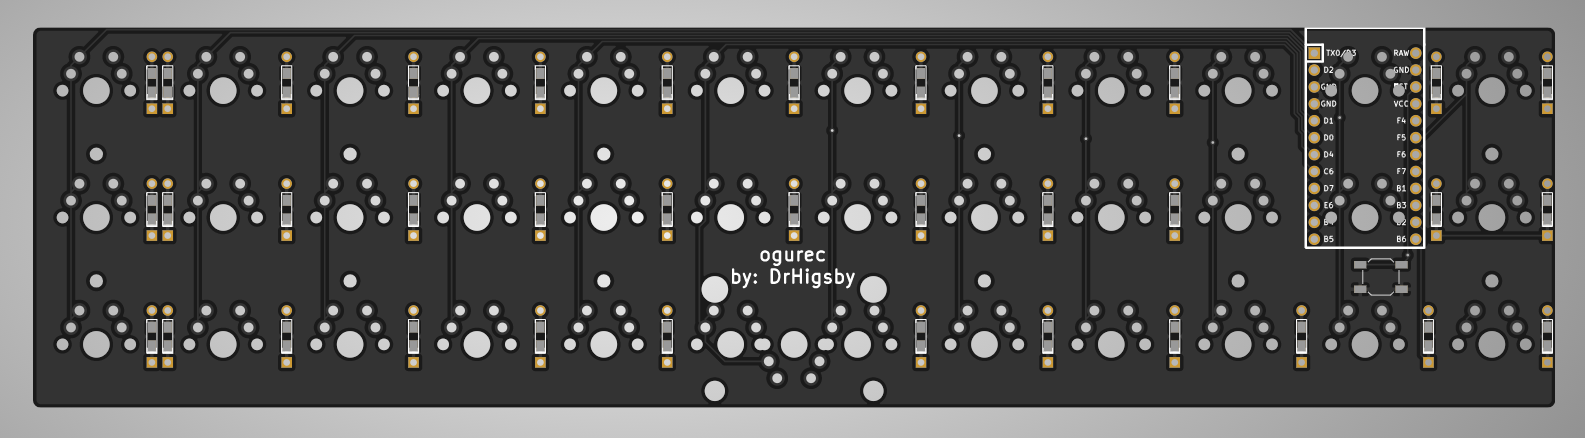 TXO/D3 RAW
D2 GND
GND RST
GND VCC
D1 F4
D0 F5
D4 F6
C6 F7
D7 B1
E6 B3
B2
B5 B6
ogurec
by: DrHigsby